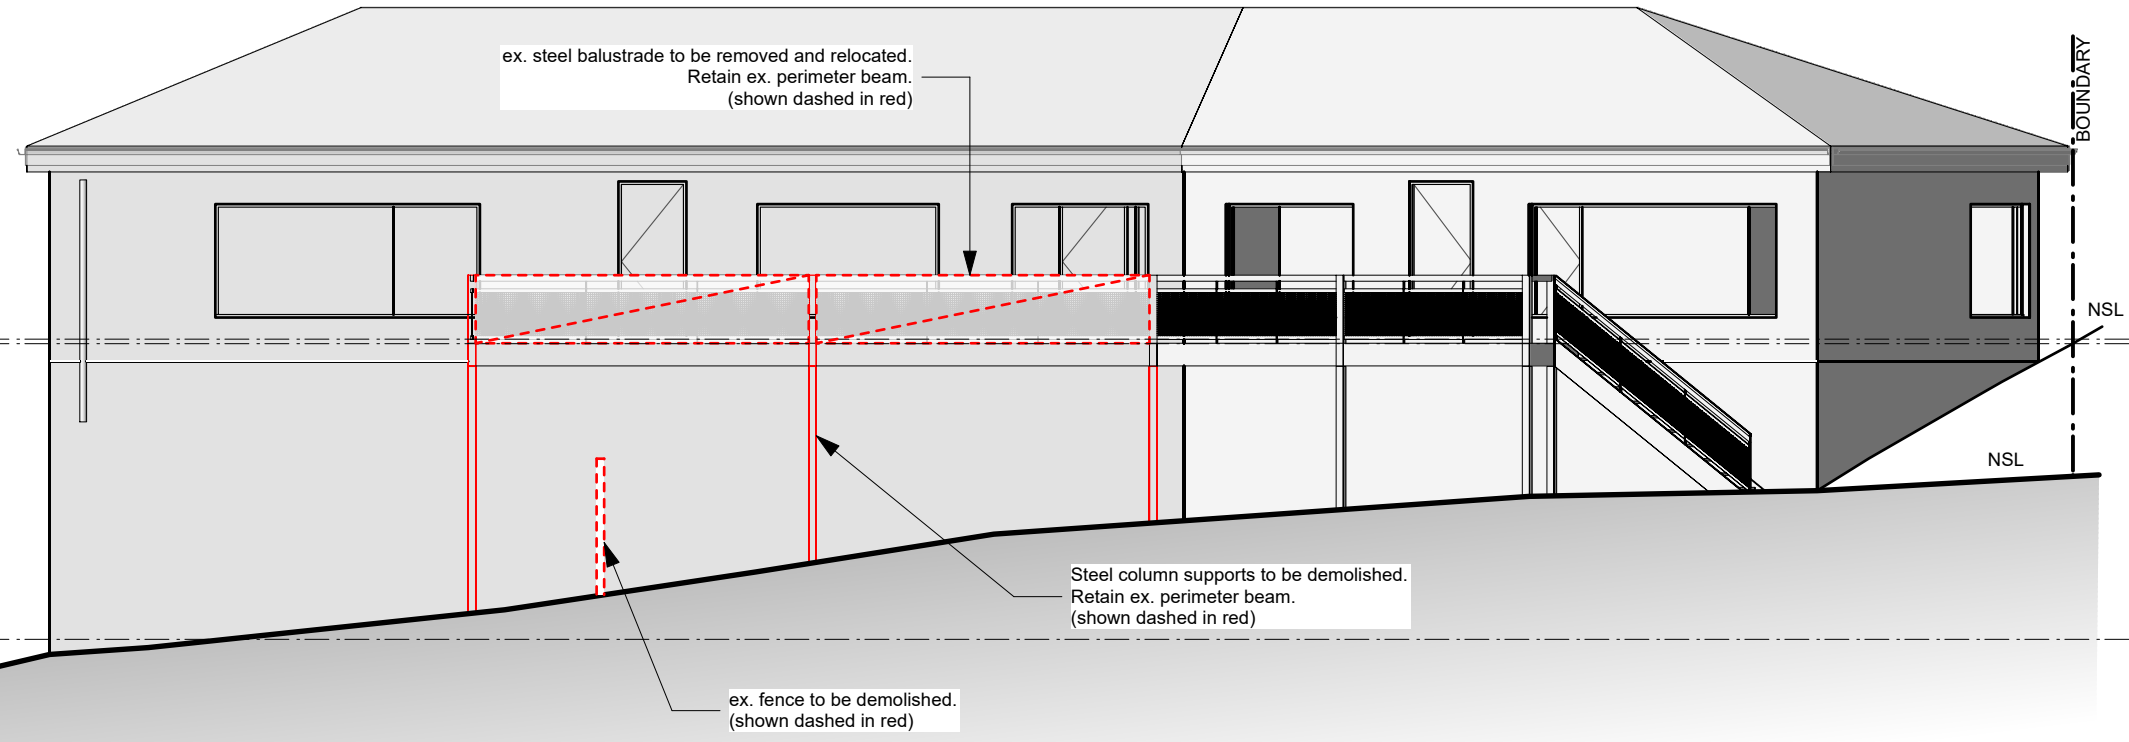 ex. steel balustrade to be removed and relocated.
Retain ex. perimeter beam.
(shown dashed in red)
BOUNDARY
NSL
NSL
Steel column supports to be demolished.
Retain ex. perimeter beam.
(shown dashed in red)
ex. fence to be demolished.
(shown dashed in red)